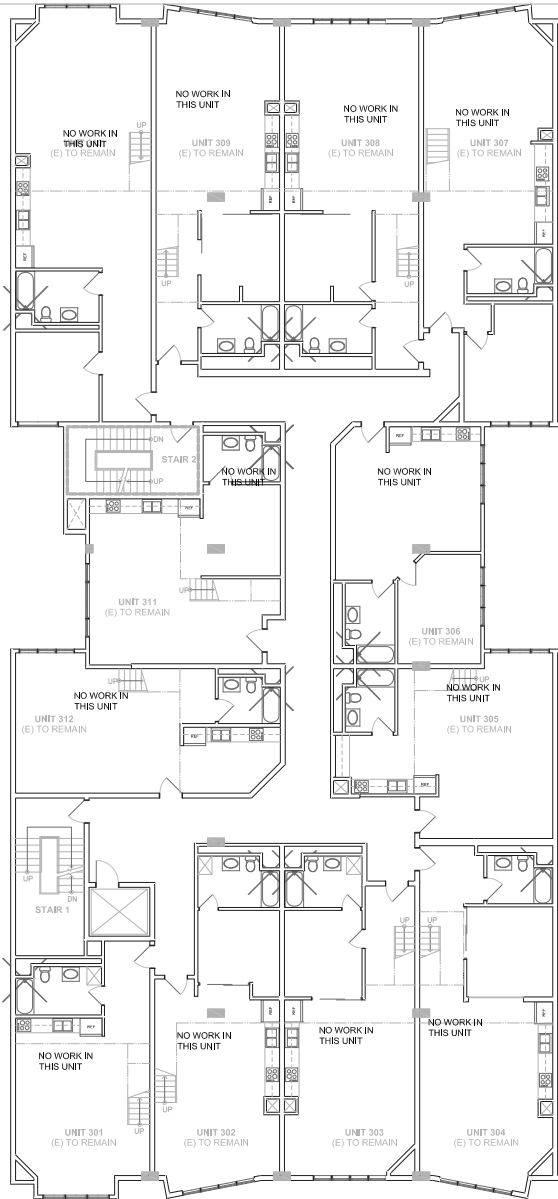 NO WORK IN
THIS UNIT
(E) TO REMAIN
UP
REF
NO WORK IN
THIS UNIT
UNIT 309
(E) TO REMAIN
UP
REF
NO WORK IN
THIS UNIT
UNIT 308
(E) TO REMAIN
UP
REF
NO WORK IN
THIS UNIT
UNIT 307
(E) TO REMAIN
REF
STAIR 2
DN
UP
NO WORK IN
THIS UNIT
REF
UP
UNIT 311
(E) TO REMAIN
REF
NO WORK IN
THIS UNIT
UNIT 306
(E) TO REMAIN
UP
NO WORK IN
THIS UNIT
UNIT 312
(E) TO REMAIN
REF
UP
NO WORK IN
THIS UNIT
UNIT 305
(E) TO REMAIN
REF
UP
DN
STAIR 1
REF
NO WORK IN
THIS UNIT
UP
UNIT 301
(E) TO REMAIN
REF
NO WORK IN
THIS UNIT
UP
UNIT 302
(E) TO REMAIN
UP
REF
NO WORK IN
THIS UNIT
UNIT 303
(E) TO REMAIN
UP
REF
NO WORK IN
THIS UNIT
UNIT 304
(E) TO REMAIN